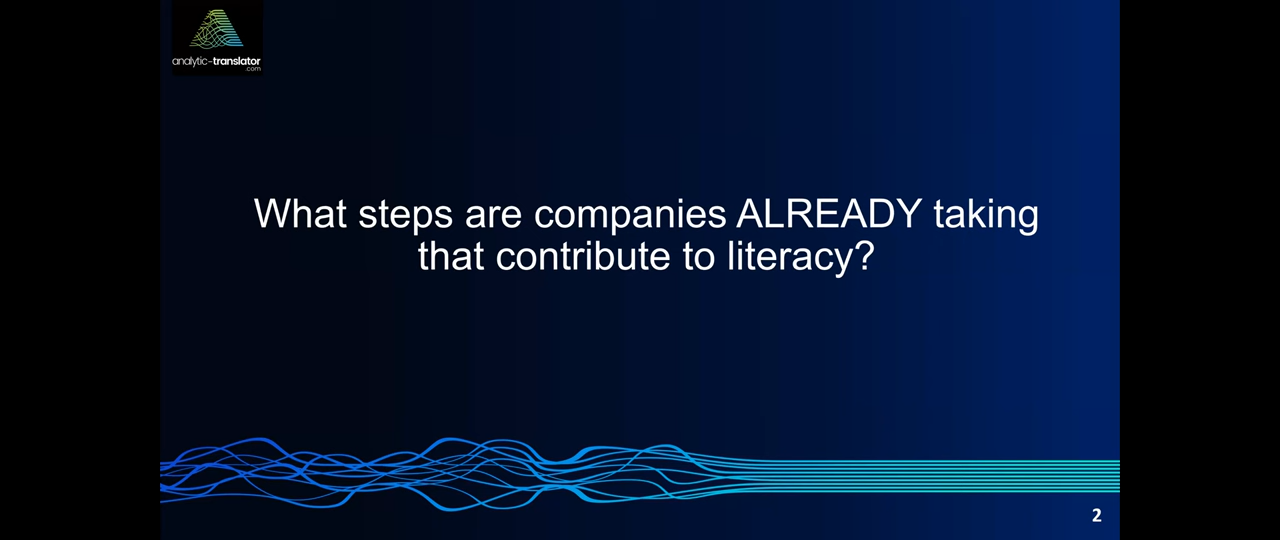 analytic-translator
.com
What steps are companies ALREADY taking
that contribute to literacy?
2